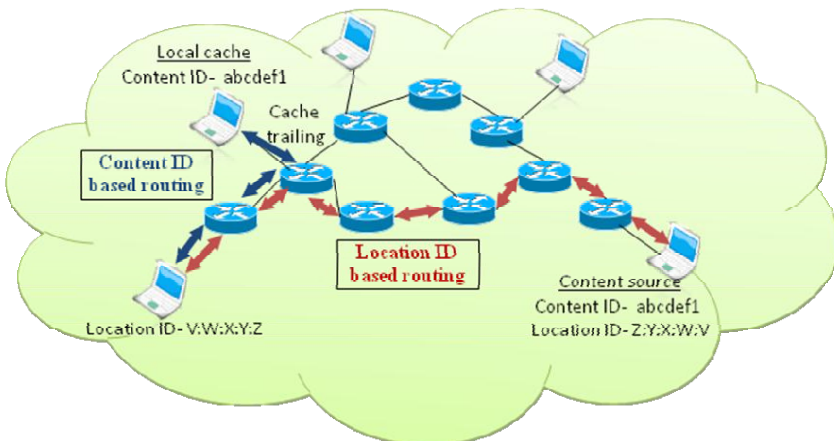 Local cache
Content ID- abcdef1
Cache
trailing
Content ID
based routing
Location ID
based routing
Location ID- V:W:X:Y:Z
Content source
Content ID- abcdef1
Location ID- Z:Y:X:W:V